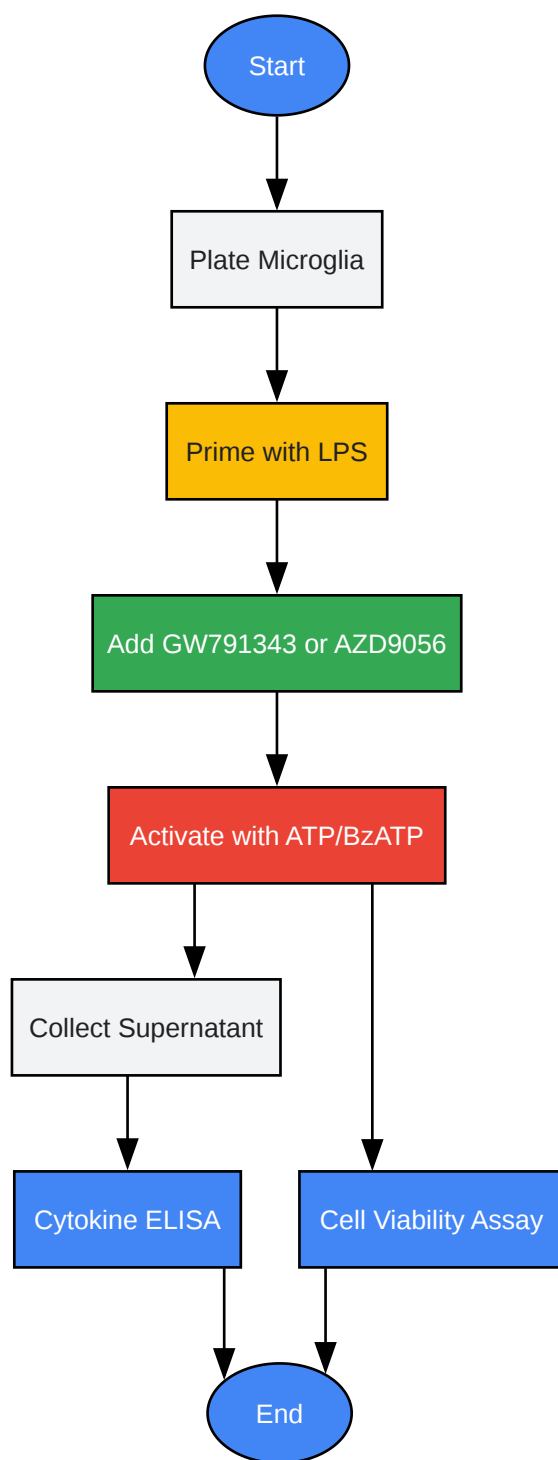 Start
Plate Microglia
Prime with LPS
Add GW791343 or AZD9056
Activate with ATP/BzATP
Collect Supernatant
Cytokine ELISA
Cell Viability Assay
End